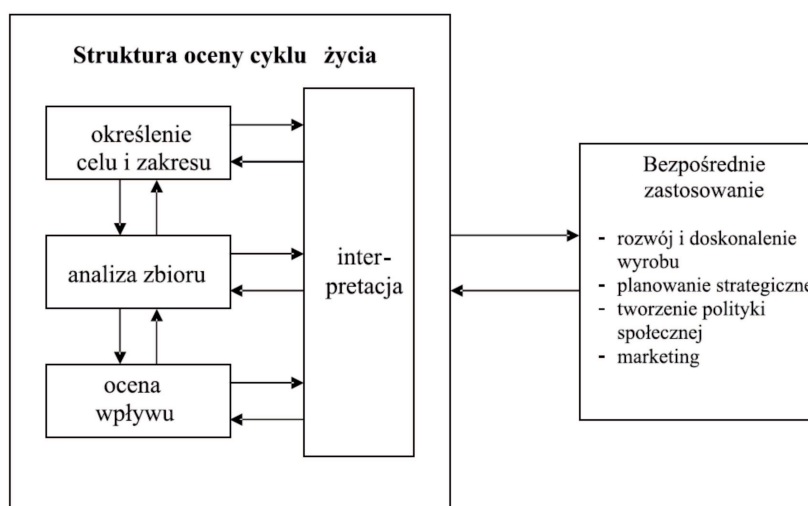 Struktura oceny cyklu życia
określenie
celu i zakresu
analiza zbioru
ocena
wpływu
inter-
pretacja
Bezpośrednie
zastosowanie
- rozwój i doskonalenie
wyrobu
- planowanie strategiczne
- tworzenie polityki
społecznej
- marketing